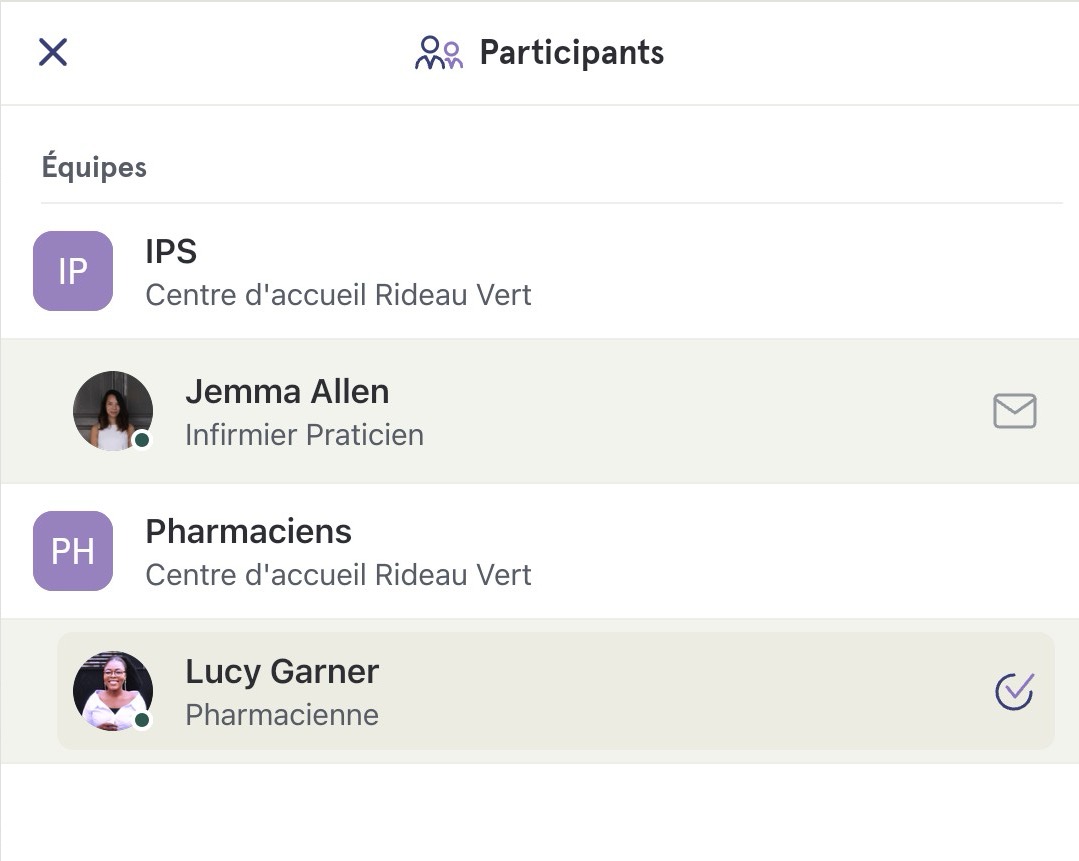 Participants
Équipes
IP
IPS
Centre d'accueil Rideau Vert
Jemma Allen
Infirmier Praticien
PH
Pharmaciens
Centre d'accueil Rideau Vert
Lucy Garner
Pharmacienne